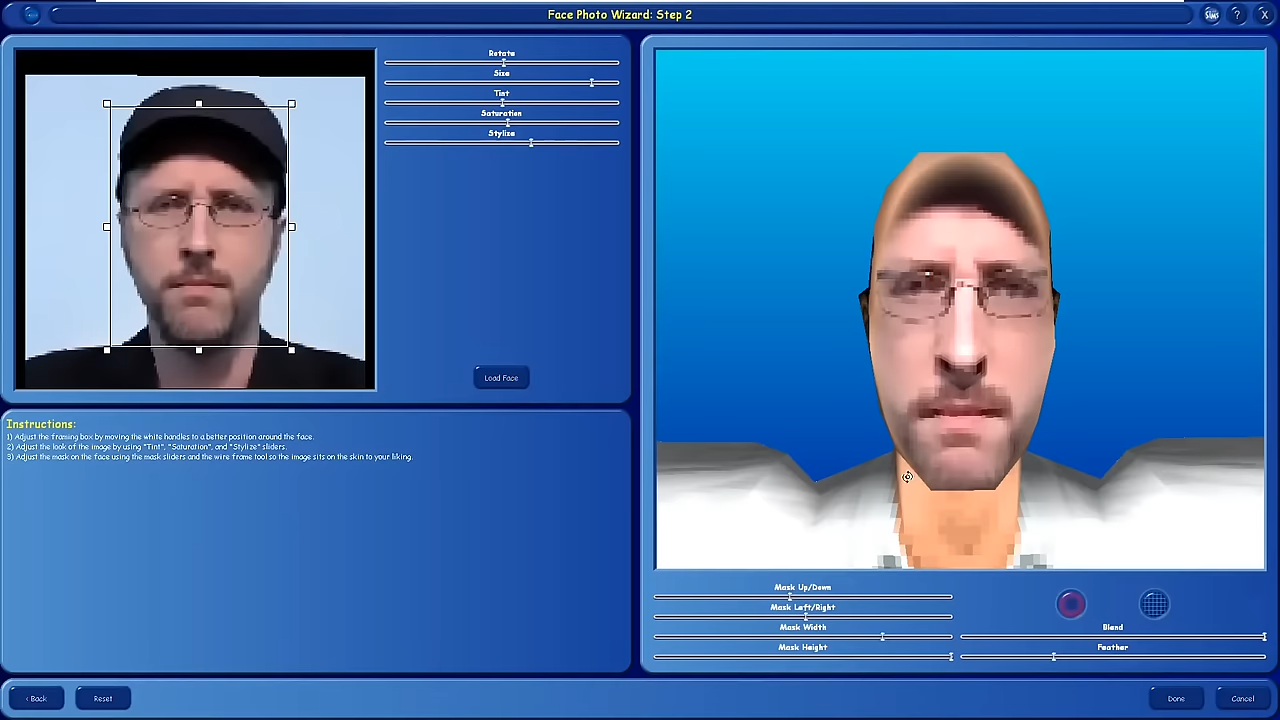 Face Photo Wizard: Step 2
SIMS
?
X
Rotate
Size
Tint
Saturation
Stylize
Load Face
Instructions:
1) Adjust the framing box by moving the white handles to a better position around the face.
2) Adjust the look of the image by using "Tint", "Saturation", and "Stylize" sliders.
3) Adjust the mask on the face using the mask sliders and the wire frame tool so the image sits on the skin to your liking.
Mask Up/Down
Mask Left/Right
Mask Width
Mask Height
Blend
Feather
‹ Back
Reset
Done
Cancel